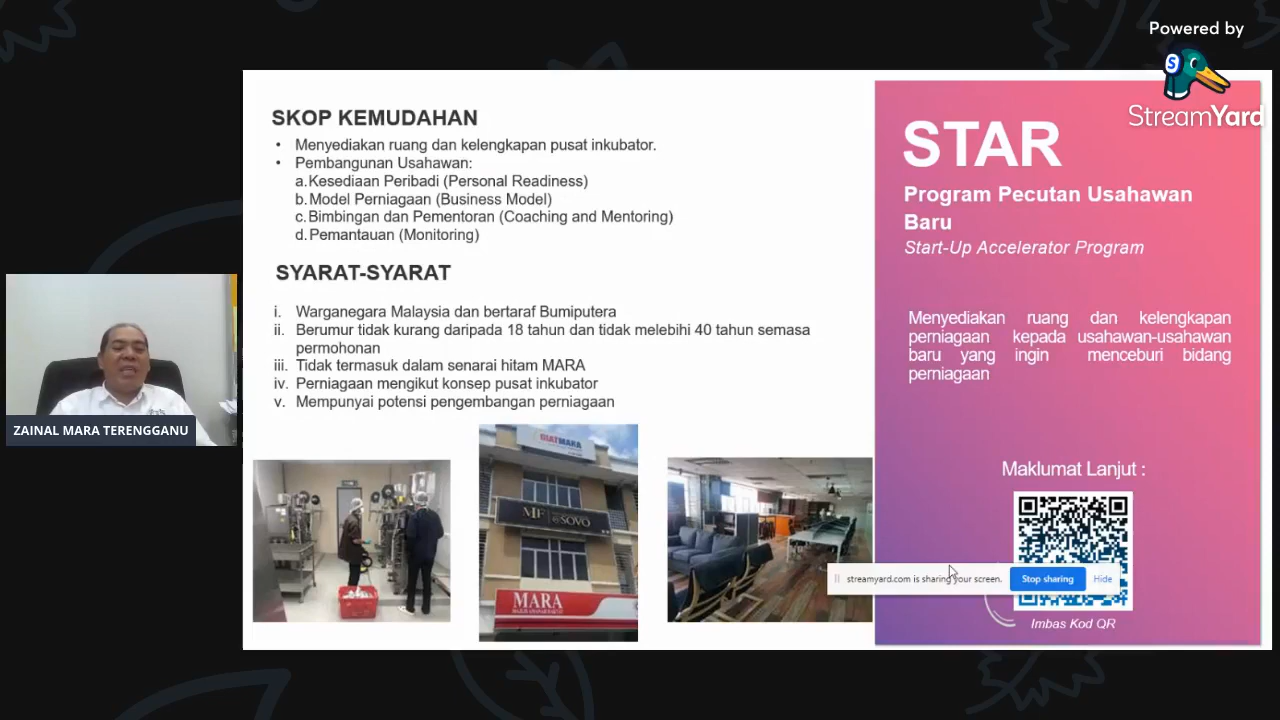 Powered by
StreamYard
SKOP KEMUDAHAN
• Menyediakan ruang dan kelengkapan pusat inkubator.
• Pembangunan Usahawan:
a.Kesediaan Peribadi (Personal Readiness)
b.Model Perniagaan (Business Model)
c.Bimbingan dan Pementoran (Coaching and Mentoring)
d.Pemantauan (Monitoring)
SYARAT-SYARAT
i. Warganegara Malaysia dan bertaraf Bumiputera
ii. Berumur tidak kurang daripada 18 tahun dan tidak melebihi 40 tahun semasa
permohonan
iii. Tidak termasuk dalam senarai hitam MARA
iv. Perniagaan mengikut konsep pusat inkubator
v. Mempunyai potensi pengembangan perniagaan
GIATMARA
MF
SOVO
MARA
STAR
Program Pecutan Usahawan
Baru
Start-Up Accelerator Program
Menyediakan ruang dan kelengkapan
perniagaan kepada usahawan-usahawan
baru yang ingin menceburi bidang
perniagaan
Maklumat Lanjut :
streamyard.com is sharing your screen.
Stop sharing
Hide
Imbas Kod QR
ZAINAL MARA TERENGGANU